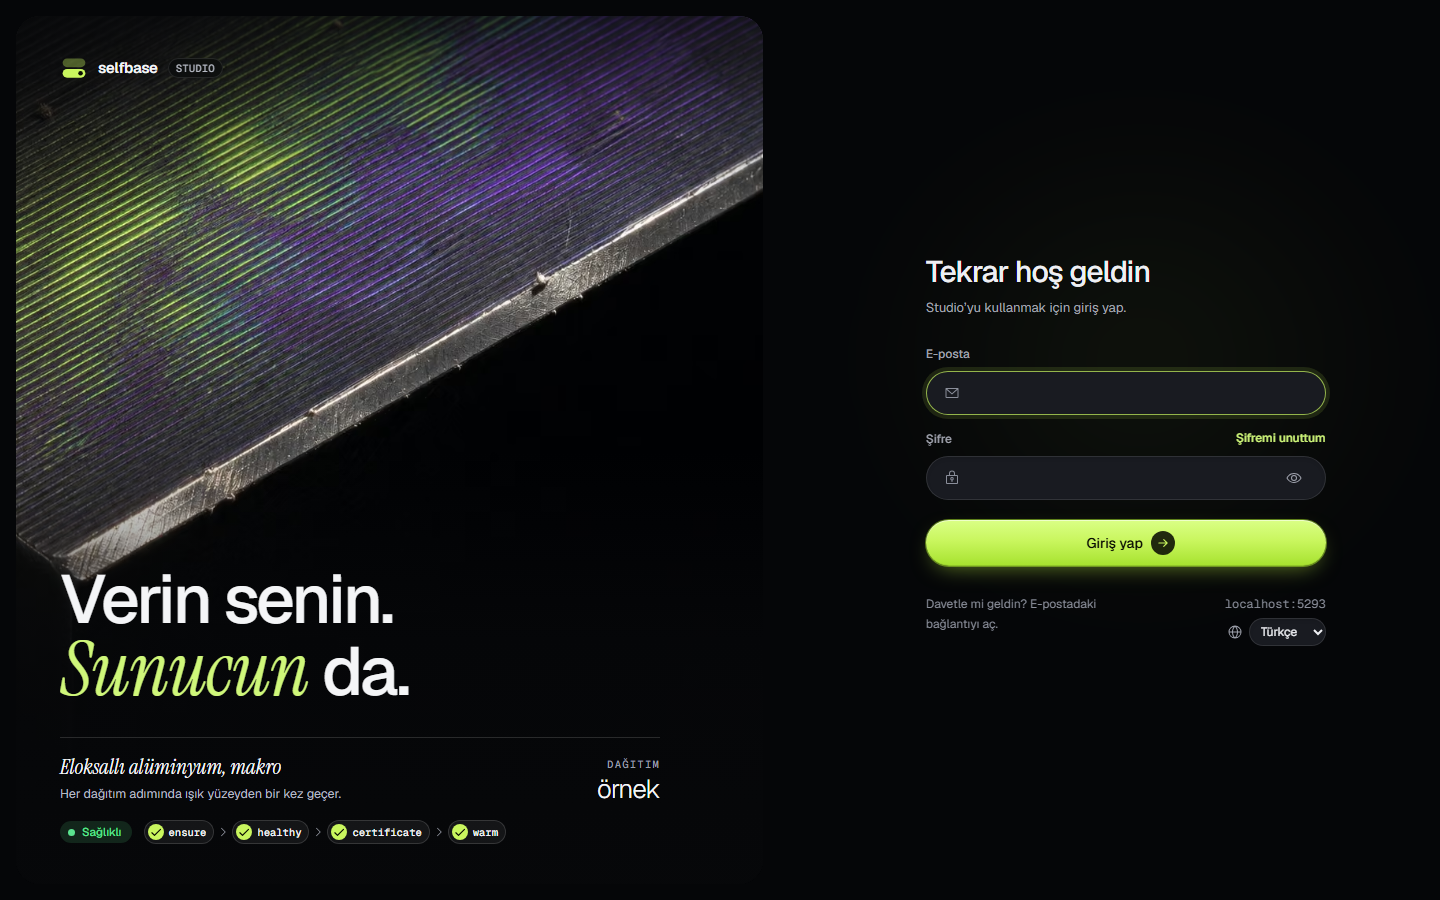 selfbase STUDIO
Verin senin.
Sunucun da.
Eloksallı alüminyum, makro
Her dağıtım adımında ışık yüzeyden bir kez geçer.
DAĞITIM
örnek
Sağlıklı ensure healthy certificate warm
Tekrar hoş geldin
Studio'yu kullanmak için giriş yap.
E-posta
Şifre Şifremi unuttum
Giriş yap
Davetle mi geldin? E-postadaki
bağlantıyı aç.
localhost:5293
Türkçe